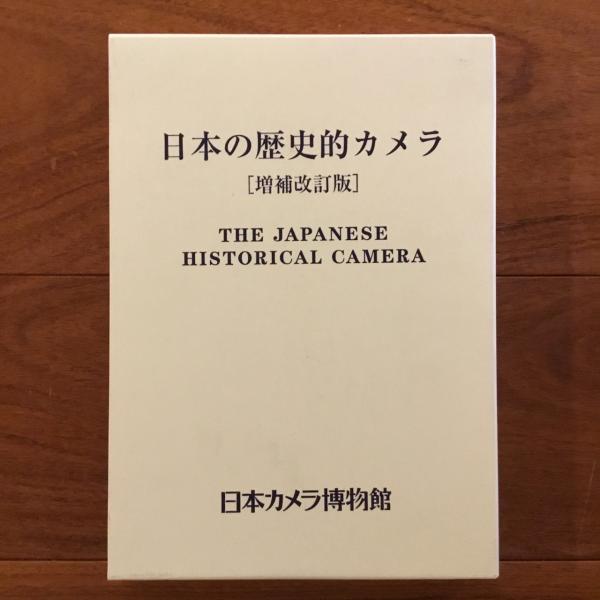 日本の歴史的カメラ
［増補改訂版］
THE JAPANESE
HISTORICAL CAMERA
日本カメラ博物館